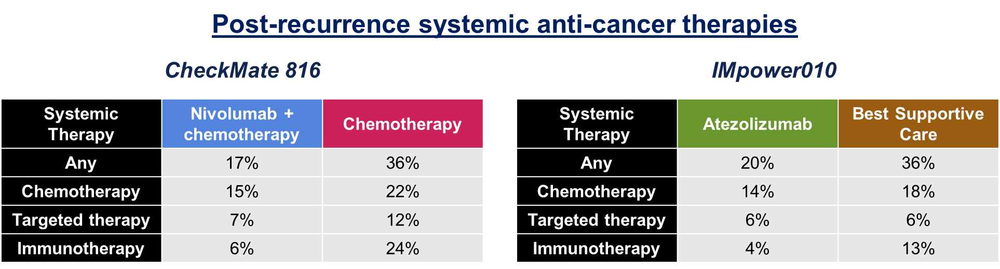 Post-recurrence systemic anti-cancer therapies
CheckMate 816
Systemic Therapy | Nivolumab + chemotherapy | Chemotherapy
Any | 17% | 36%
Chemotherapy | 15% | 22%
Targeted therapy | 7% | 12%
Immunotherapy | 6% | 24%
IMpower010
Systemic Therapy | Atezolizumab | Best Supportive Care
Any | 20% | 36%
Chemotherapy | 14% | 18%
Targeted therapy | 6% | 6%
Immunotherapy | 4% | 13%